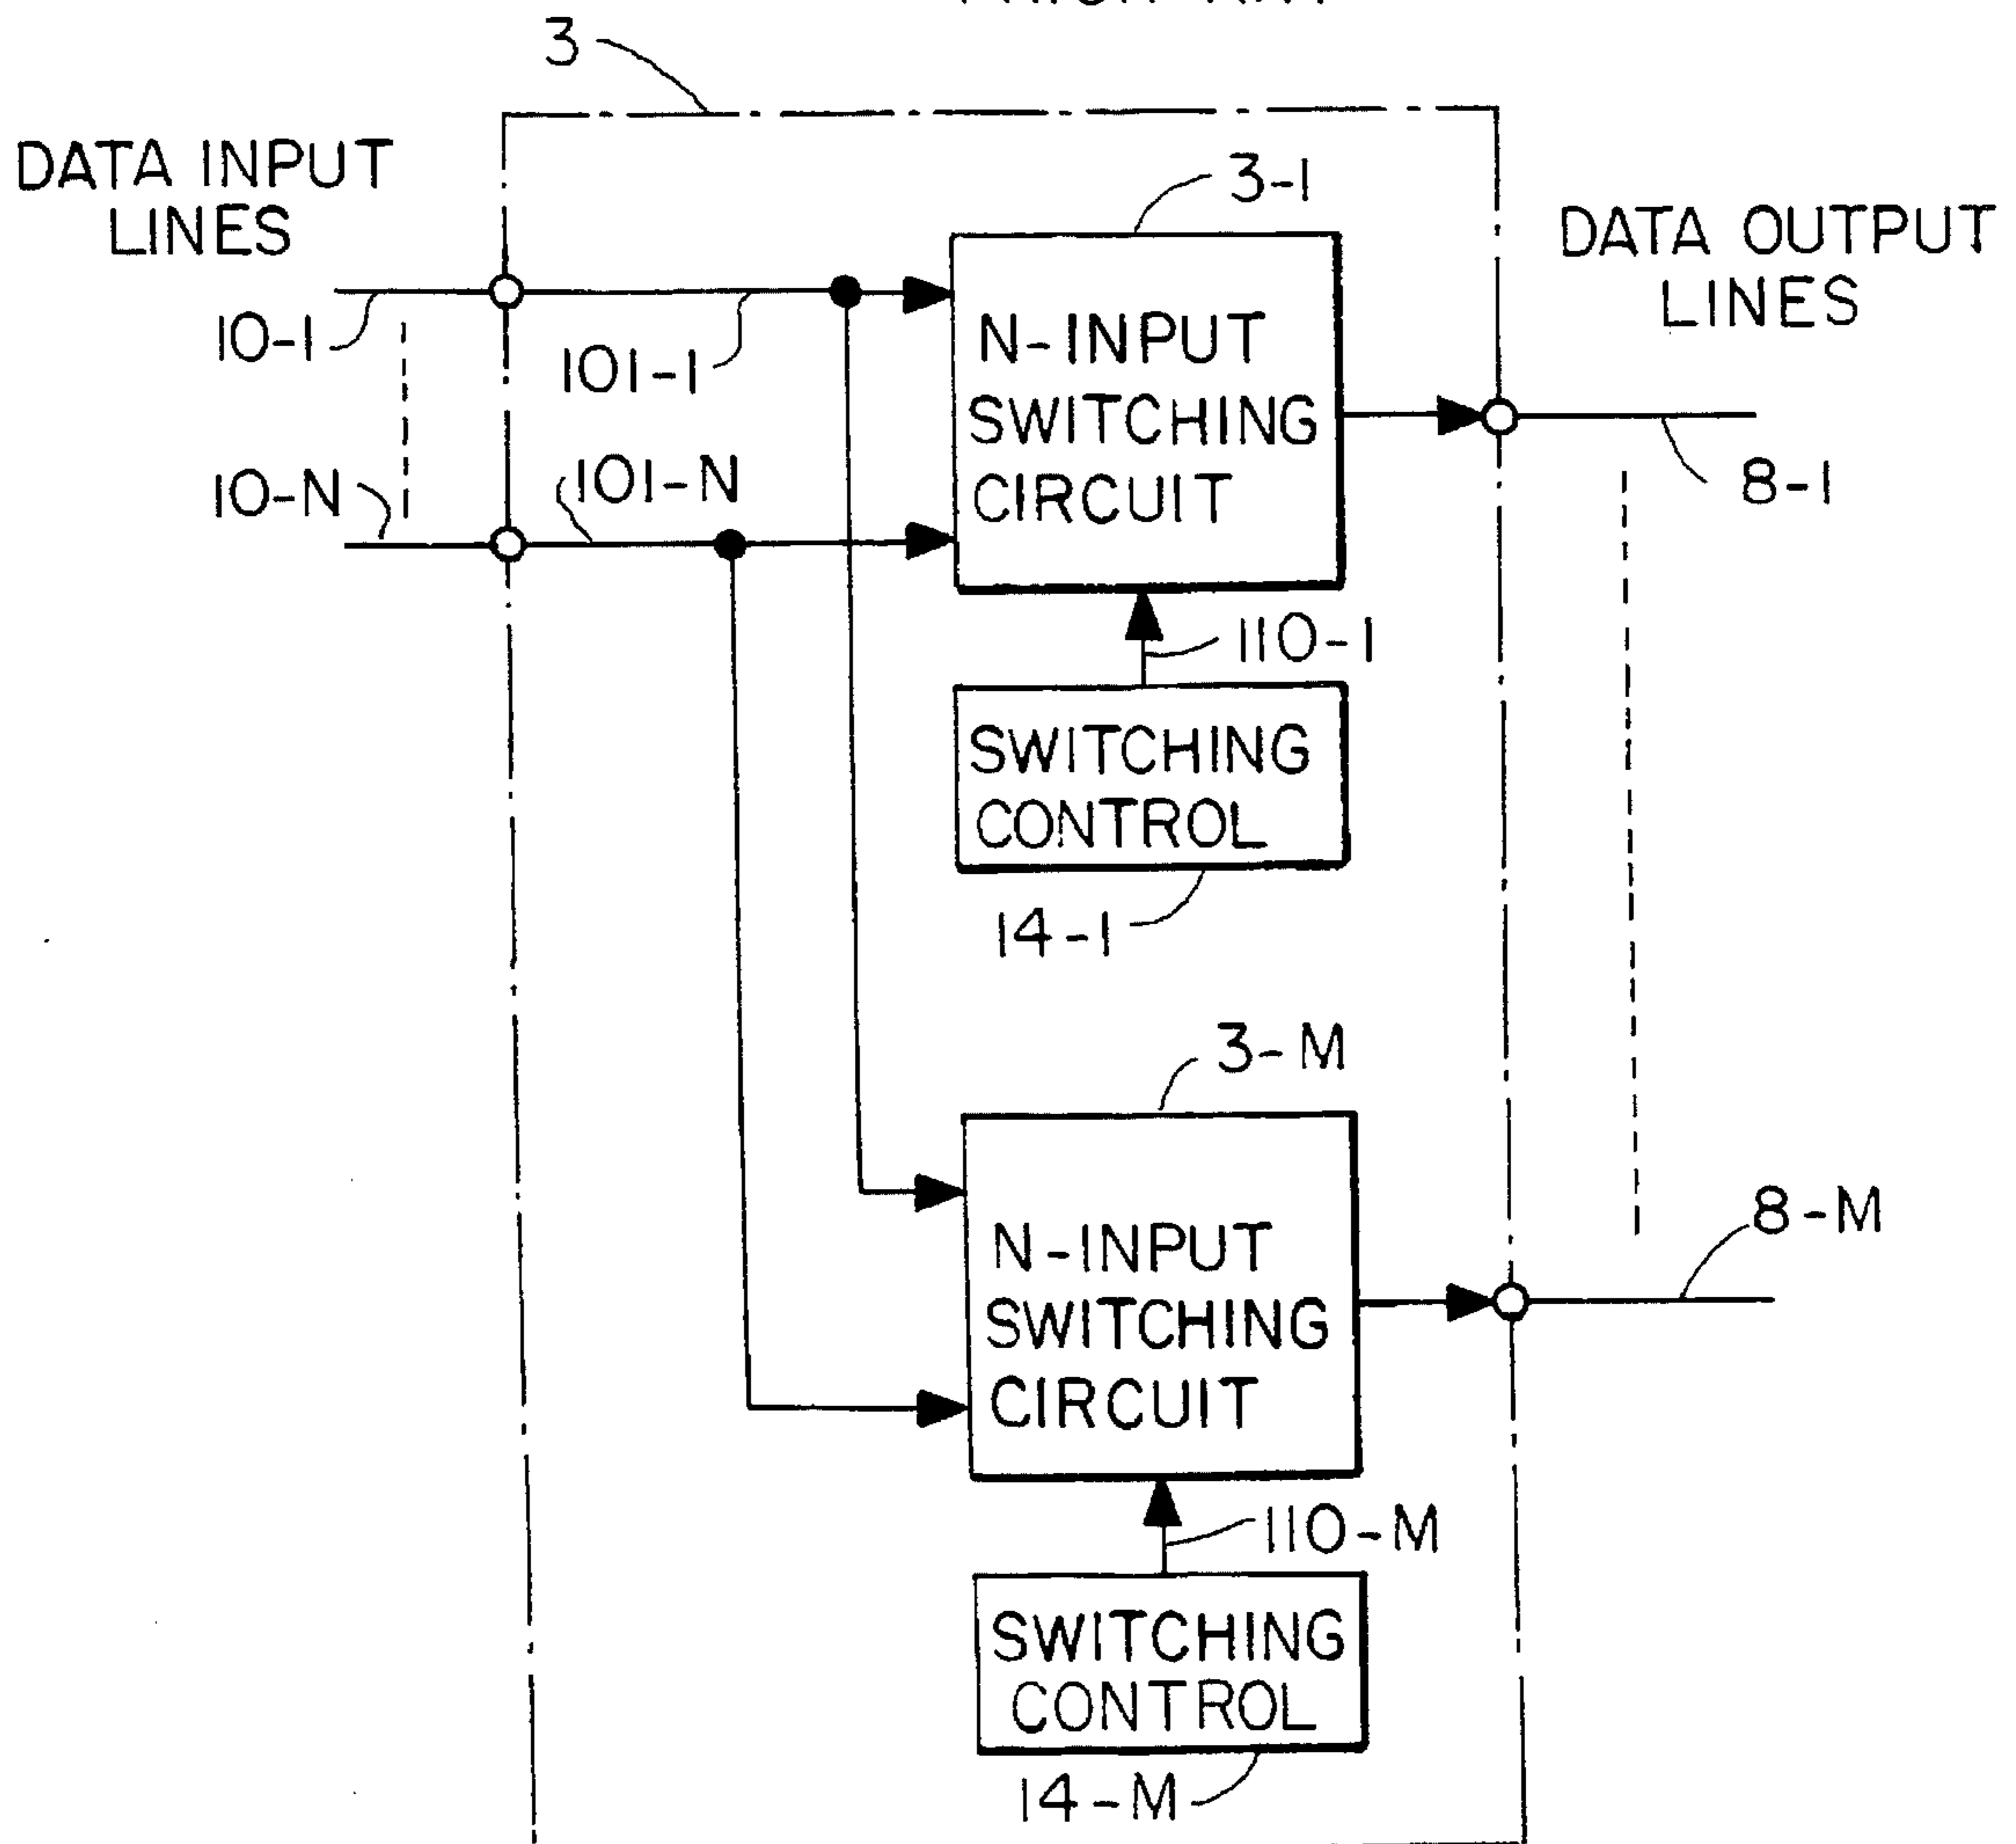 3
DATA INPUT
LINES
3-1
DATA OUTPUT
LINES
10-1
101-1
N-INPUT
SWITCHING
CIRCUIT
10-N
101-N
8-1
110-1
SWITCHING
CONTROL
14-1
3-M
8-M
N-INPUT
SWITCHING
CIRCUIT
110-M
SWITCHING
CONTROL
14-M